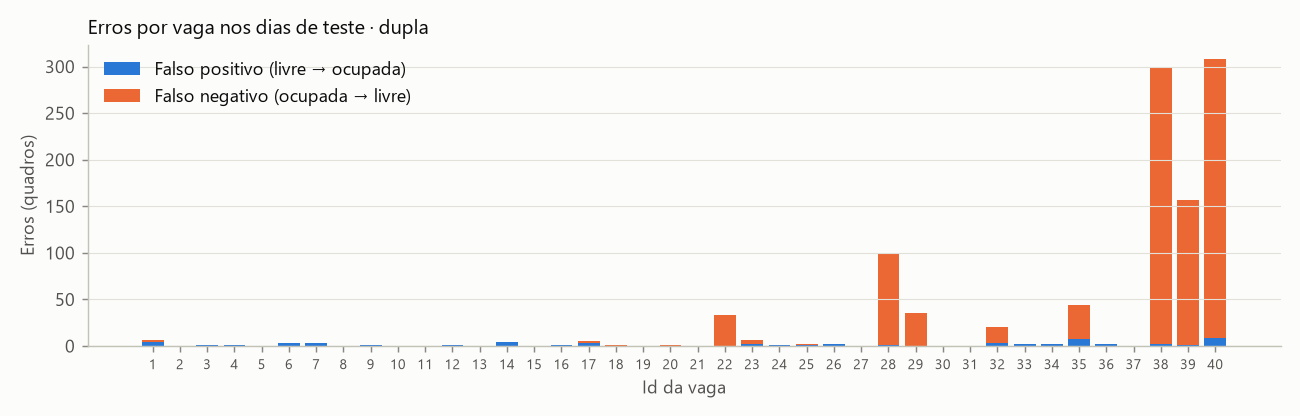 Erros por vaga nos dias de teste · dupla
Falso positivo (livre → ocupada)
Falso negativo (ocupada → livre)
Erros (quadros)
300
250
200
150
100
50
0
1 2 3 4 5 6 7 8 9 10 11 12 13 14 15 16 17 18 19 20 21 22 23 24 25 26 27 28 29 30 31 32 33 34 35 36 37 38 39 40
Id da vaga